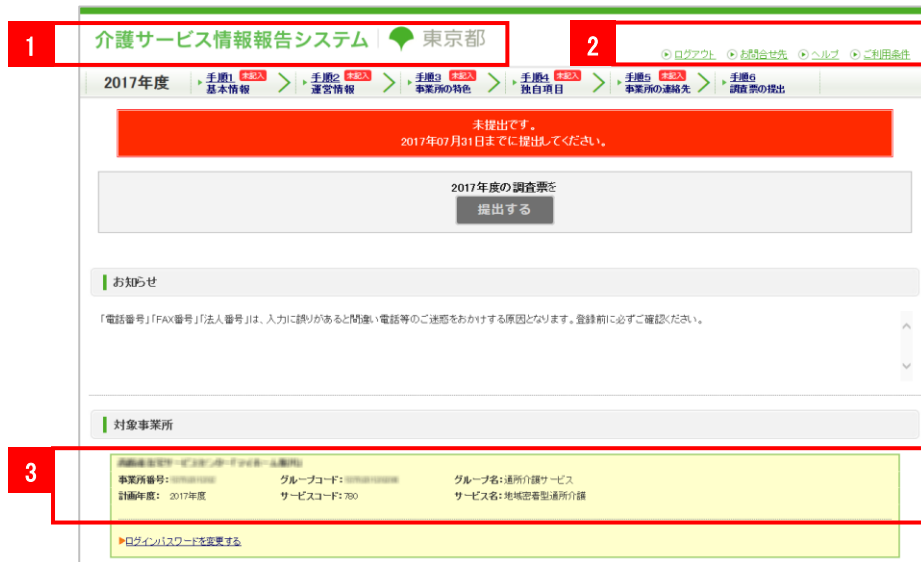 1
介護サービス情報報告システム 東京都
2
ログアウト お問合せ先 ヘルプ ご利用条件
2017年度
手順1 未記入
基本情報
手順2 未記入
運営情報
手順3 未記入
事業所の特色
手順4 未記入
独自項目
手順5 未記入
事業所の連絡先
手順6
調査票の提出
未提出です。
2017年07月31日までに提出してください。
2017年度の調査票を
提出する
お知らせ
「電話番号」「FAX番号」「法人番号」は、入力に誤りがあると間違い電話等のご迷惑をおかけする原因となります。登録前に必ずご確認ください。
対象事業所
3
事業所番号: グループコード: グループ名:通所介護サービス
計画年度: 2017年度 サービスコード:780 サービス名:地域密着型通所介護
ログインパスワードを変更する